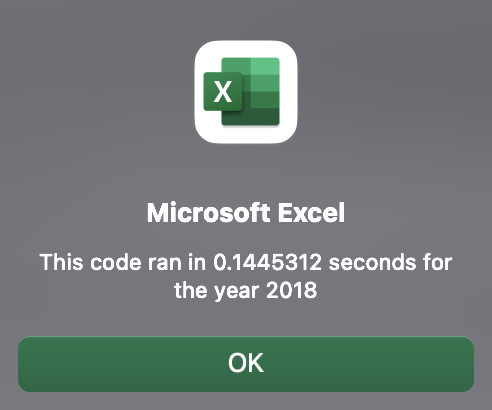 X
Microsoft Excel
This code ran in 0.1445312 seconds for
the year 2018
OK